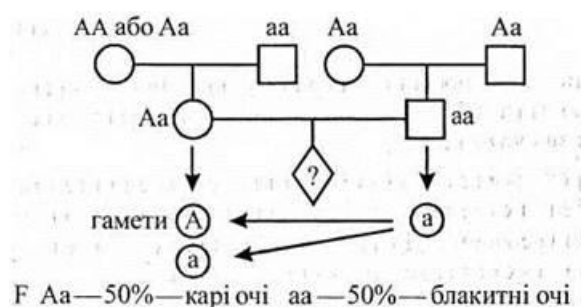 АА або Аа аа Аа Аа
Аа аа
?
гамети А а
а
F Аа—50%—карі очі аа—50%—блакитні очі